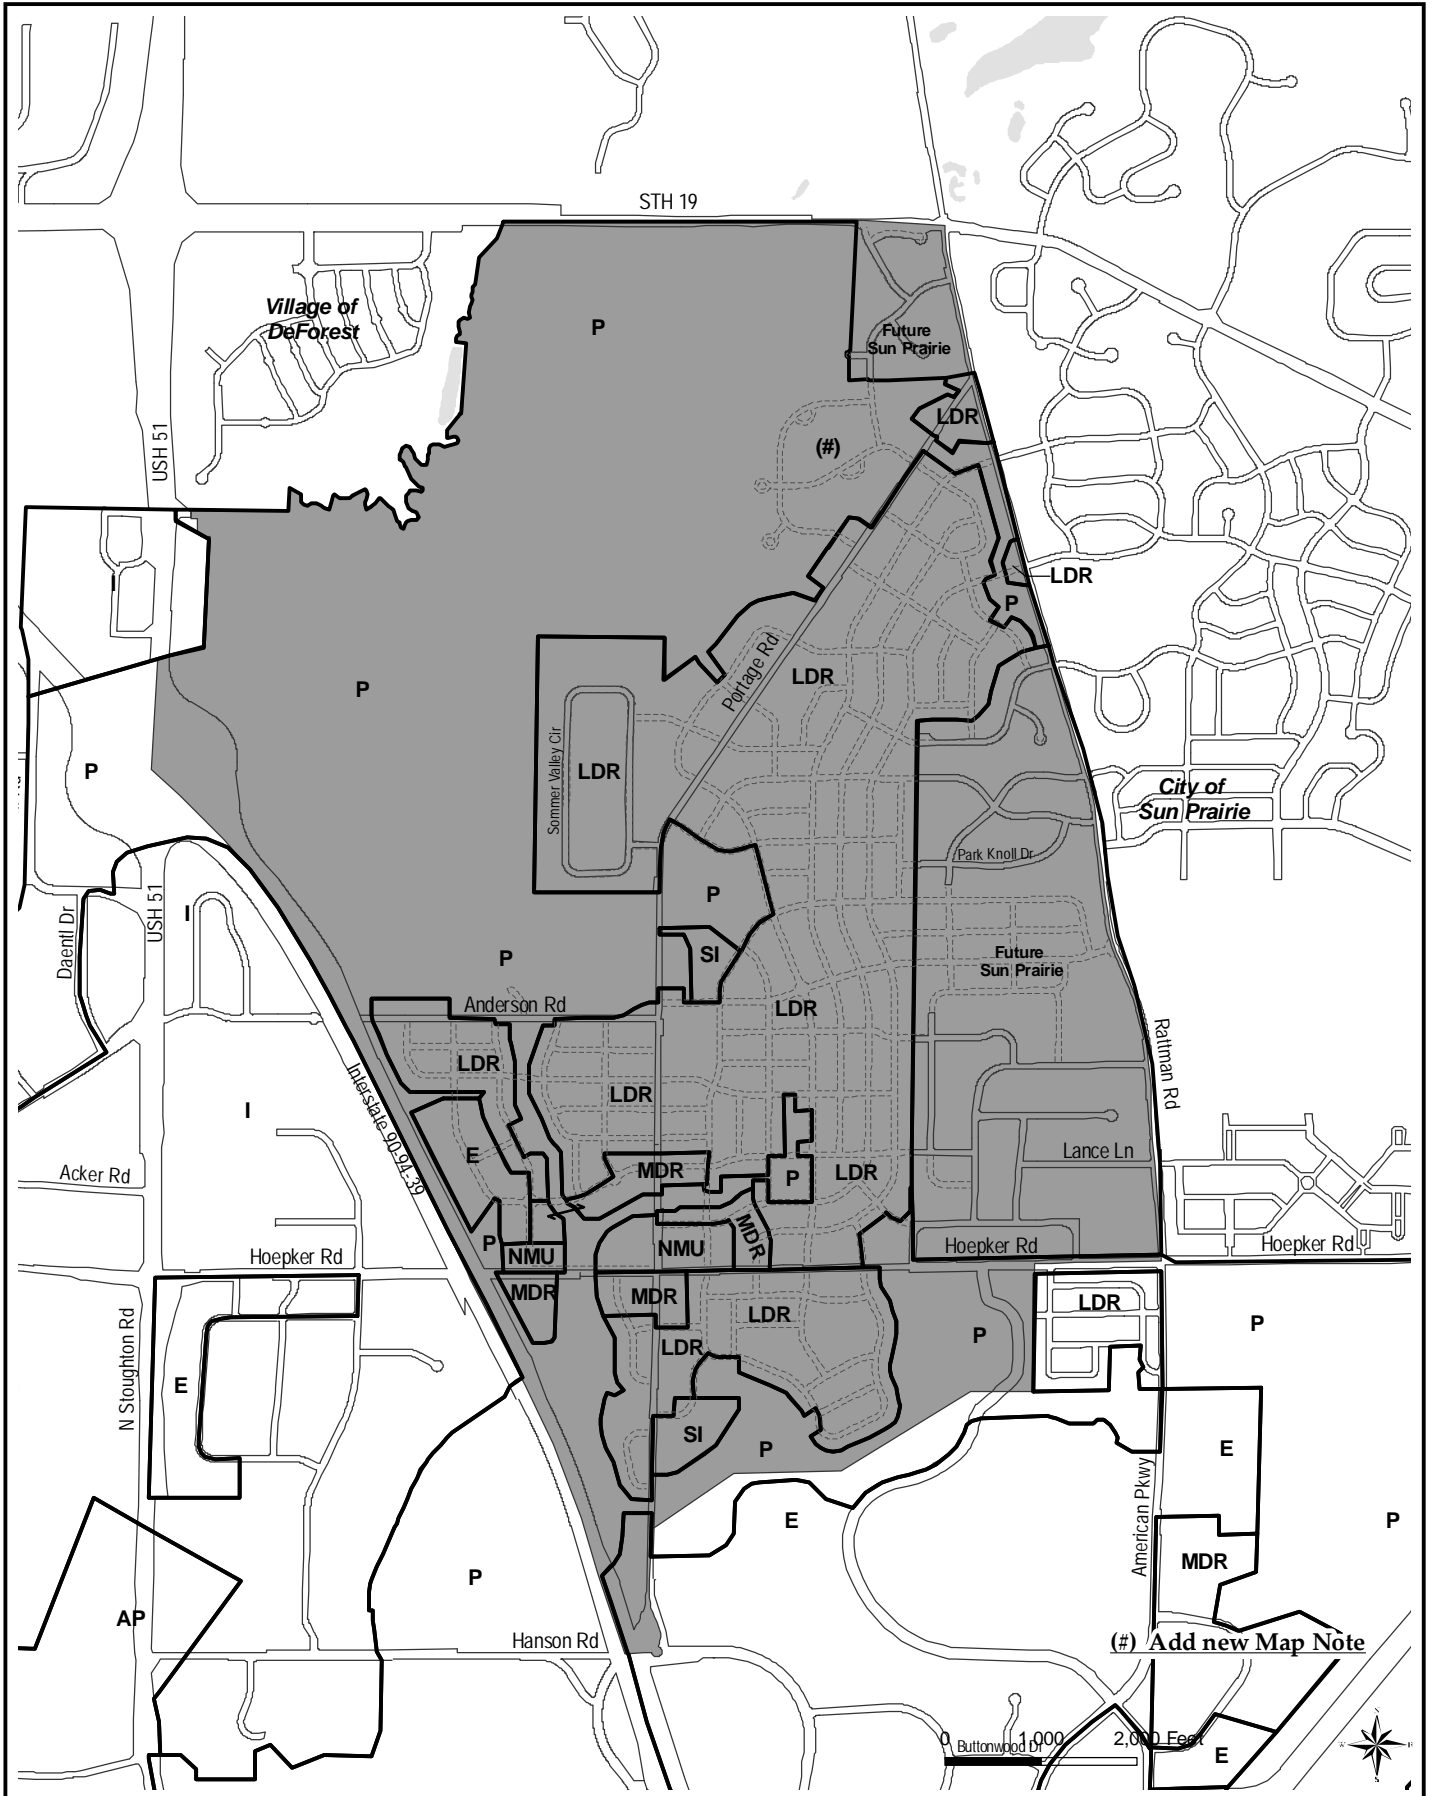 STH 19
Village of
DeForest
P
Future
Sun Prairie
LDR
(#)
USH 51
I
LDR
P
Portage Rd
LDR
P
Sommer Valley Cir
LDR
P
City of
Sun Prairie
Park Knoll Dr
P
I
USH 51
Daentl Dr
SI
Future
Sun Prairie
P
Anderson Rd
LDR
Rattman Rd
LDR
LDR
Interstate 90-94-39
I
Lance Ln
E
MDR
P
LDR
Acker Rd
MDR
P
NMU
NMU
Hoepker Rd
Hoepker Rd
Hoepker Rd
MDR
MDR
LDR
LDR
P
P
LDR
N Stoughton Rd
E
SI
P
E
American Pkwy
E
P
MDR
P
AP
Hanson Rd
(#) Add new Map Note
0 1,000 2,000 Feet
Buttonwood Dr
E